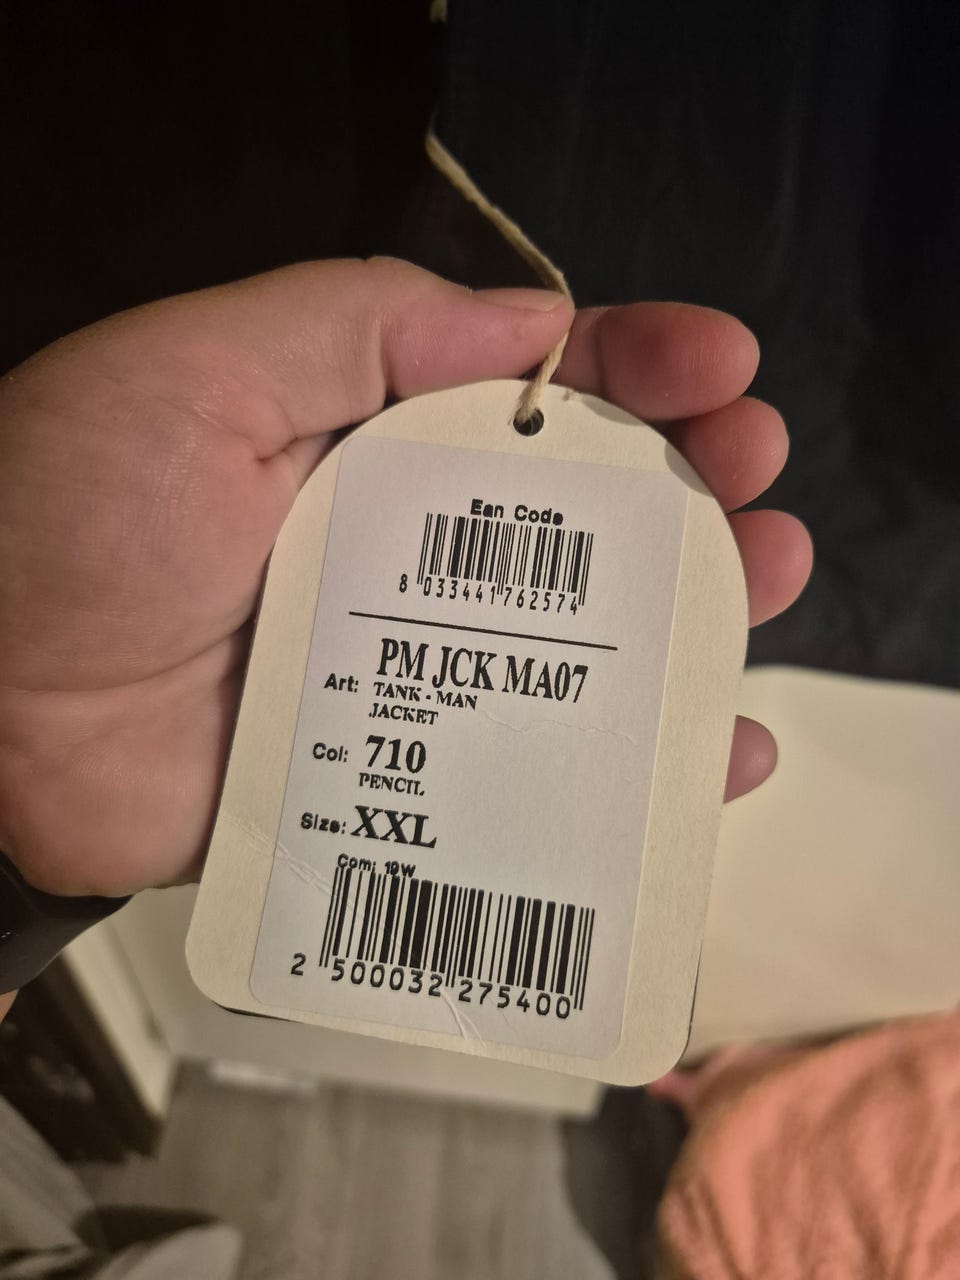 Ean Code
8 033441 762574
Art: PM JCK MA07
TANK - MAN
JACKET
Col: 710
PENCIL
Size: XXL
Com: 19W
2 500032 275400